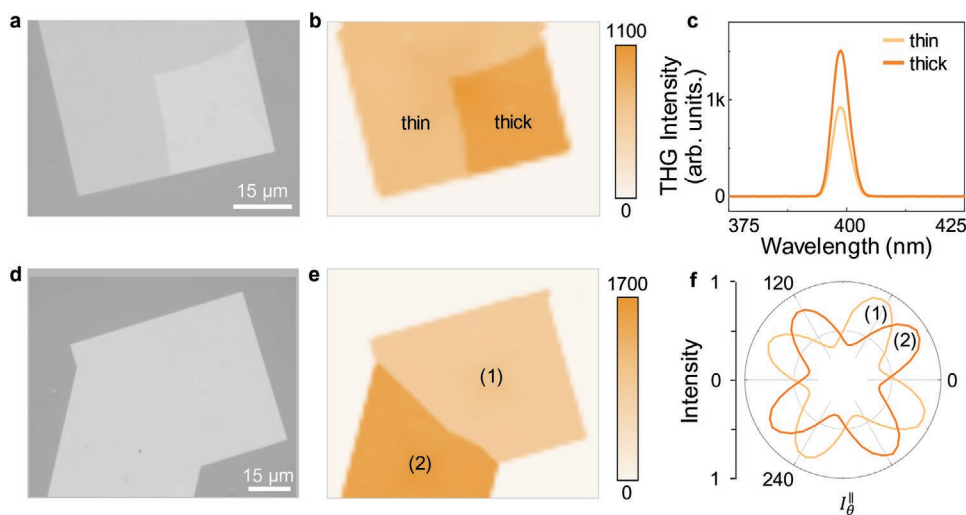 a
15 µm
b
thin
thick
1100
0
c
THG Intensity
(arb. units.)
1k
0
thin
thick
375
400
425
Wavelength (nm)
d
15 µm
e
(1)
(2)
1700
0
f
Intensity
1
0
1
120
(1)
(2)
0
240
I_θ^∥